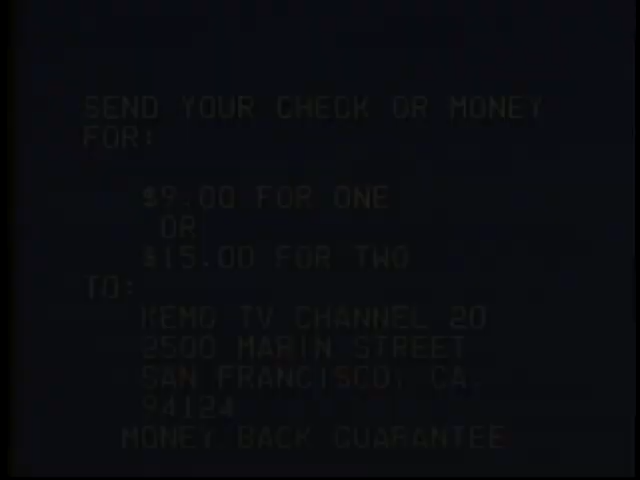 SEND YOUR CHECK OR MONEY
FOR:
$9.00 FOR ONE
OR
$15.00 FOR TWO
TO:
KEMO TV CHANNEL 20
2500 MARIN STREET
SAN FRANCISCO, CA.
94124
MONEY BACK GUARANTEE